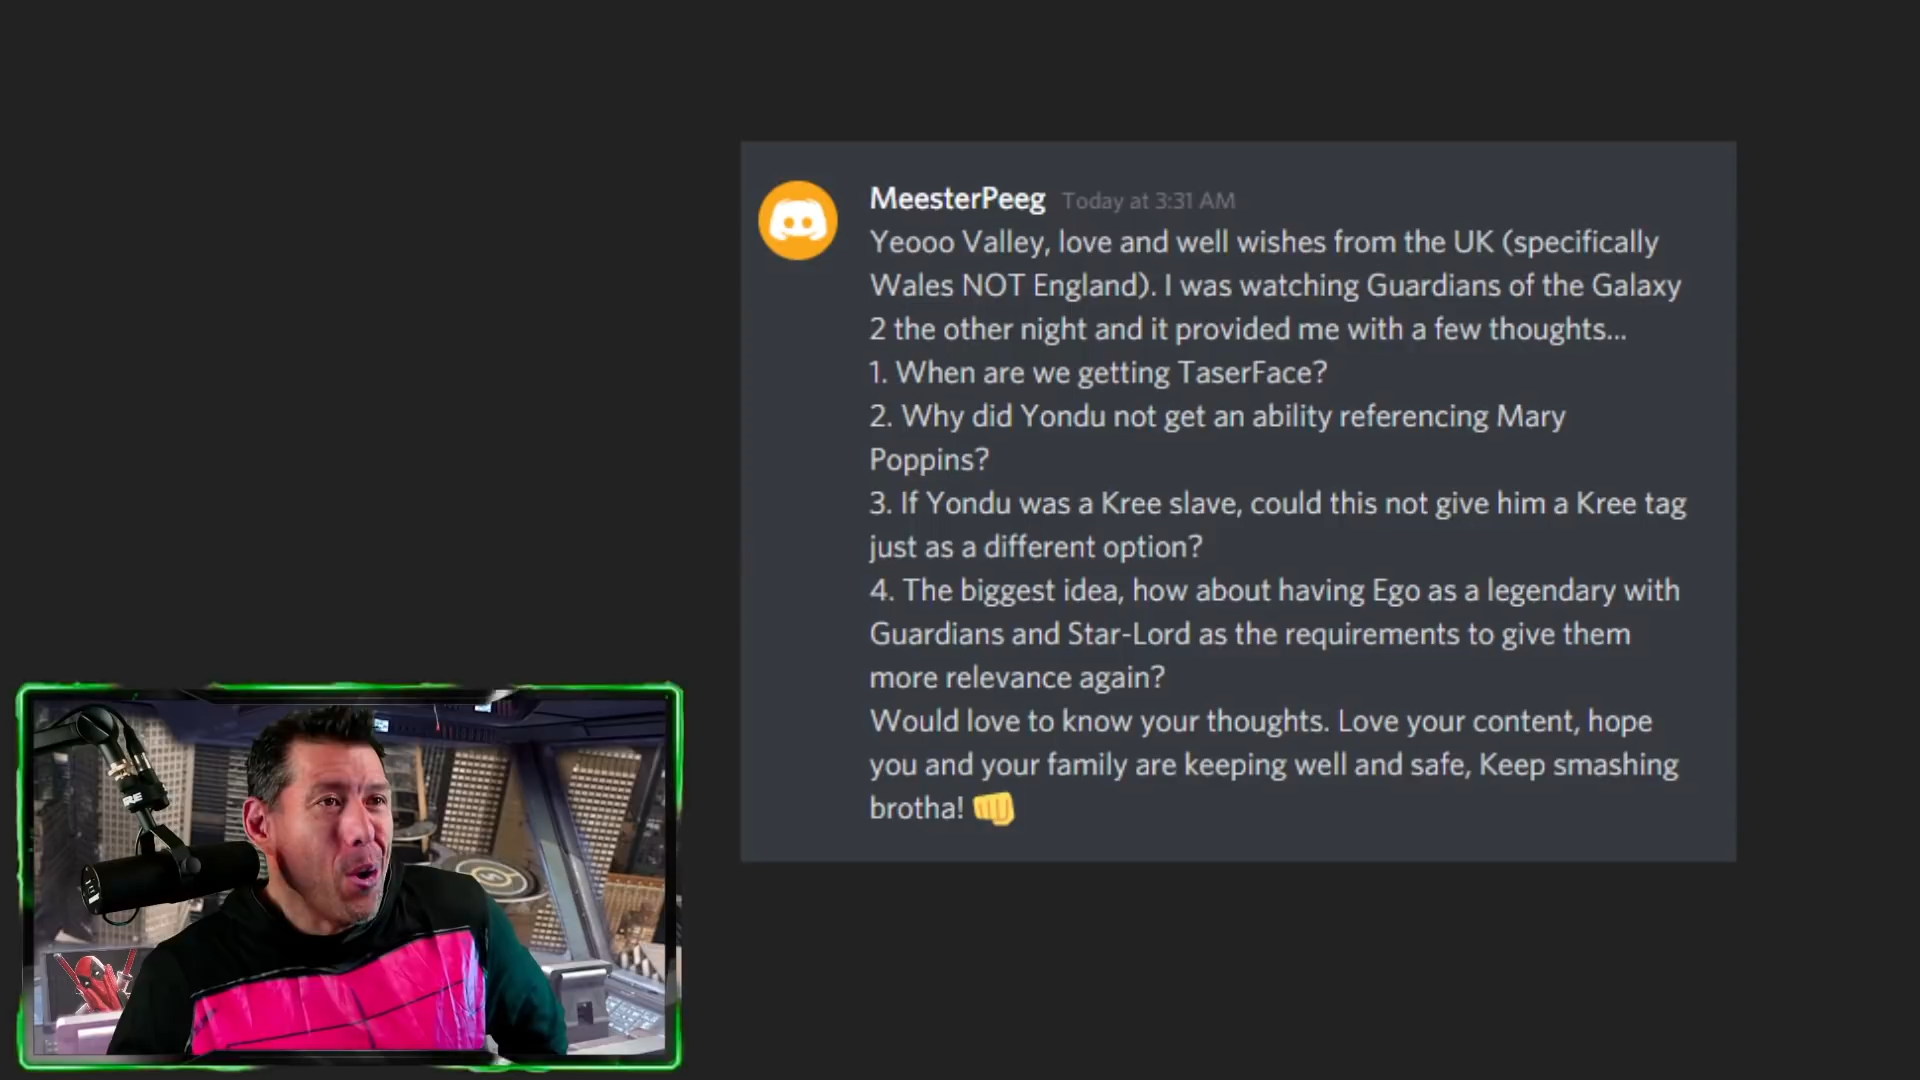 MeesterPeeg Today at 3:31 AM
Yeooo Valley, love and well wishes from the UK (specifically
Wales NOT England). I was watching Guardians of the Galaxy
2 the other night and it provided me with a few thoughts...
1. When are we getting TaserFace?
2. Why did Yondu not get an ability referencing Mary
Poppins?
3. If Yondu was a Kree slave, could this not give him a Kree tag
just as a different option?
4. The biggest idea, how about having Ego as a legendary with
Guardians and Star-Lord as the requirements to give them
more relevance again?
Would love to know your thoughts. Love your content, hope
you and your family are keeping well and safe, Keep smashing
brotha! 👊